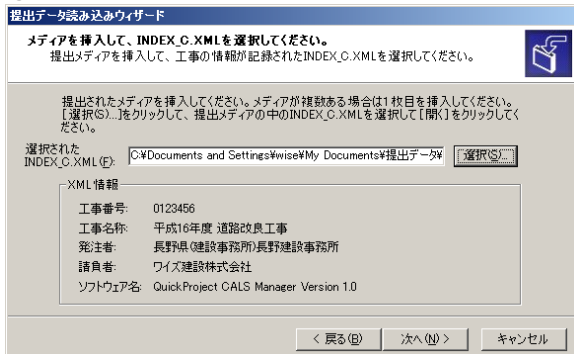 提出データ読み込みウィザード
メディアを挿入して、INDEX_C.XMLを選択してください。
提出メディアを挿入して、工事の情報が記録されたINDEX_C.XMLを選択してください。
提出されたメディアを挿入してください。メディアが複数ある場合は1枚目を挿入してください。
[選択(S)...]をクリックして、提出メディアの中のINDEX_C.XMLを選択して[開く]をクリックしてく
ださい。
選択された
INDEX_C.XML(F): C:¥Documents and Settings¥wise¥My Documents¥提出データ¥ 選択(S)...
XML情報
工事番号: 0123456
工事名称: 平成16年度 道路改良工事
発注者: 長野県(建設事務所)長野建設事務所
請負者: ワイズ建設株式会社
ソフトウェア名: QuickProject CALS Manager Version 1.0
< 戻る(B) 次へ(N) > キャンセル